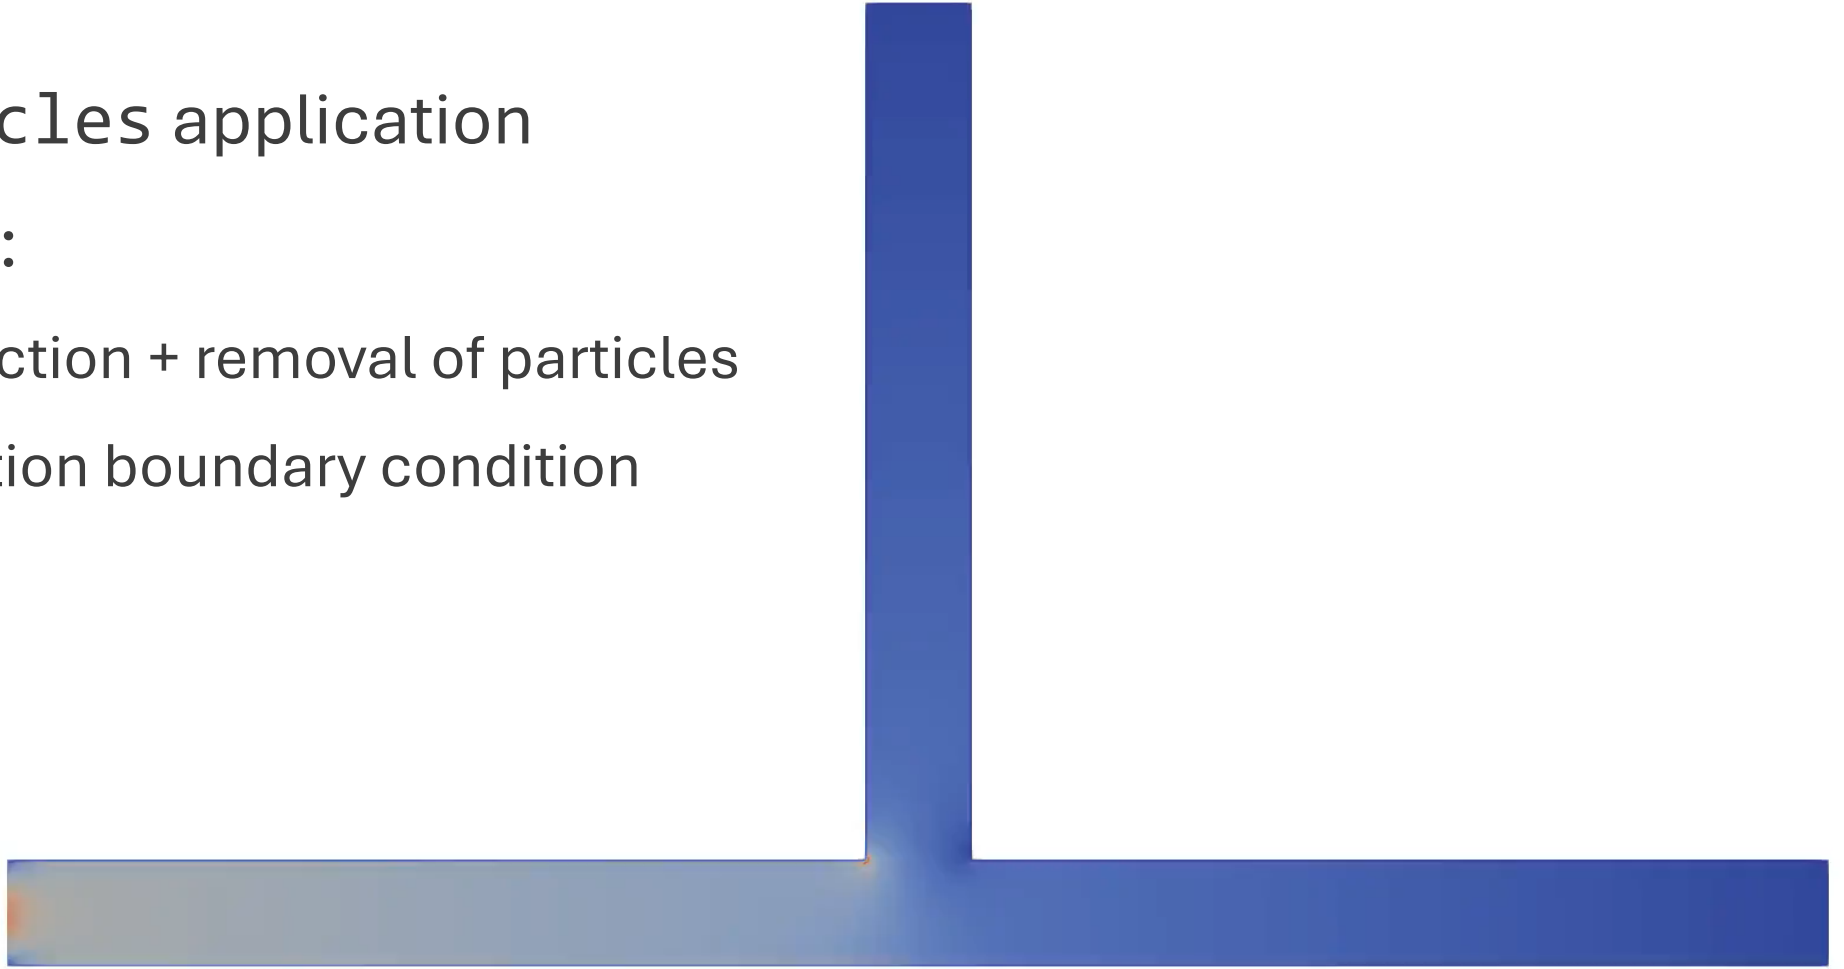 cles application
:
ction + removal of particles
tion boundary condition